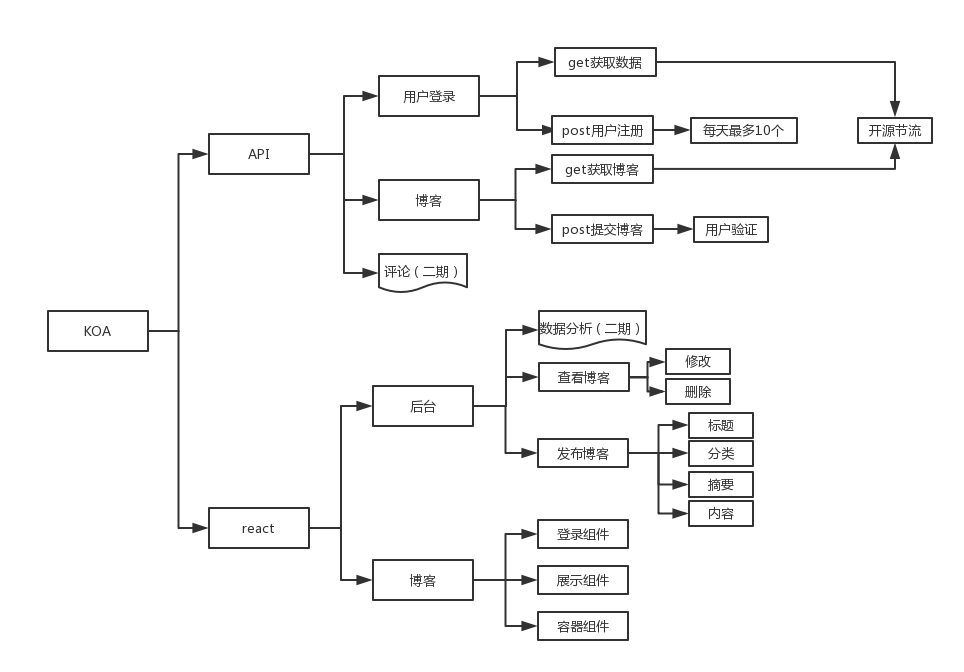 KOA
API
用户登录
get获取数据
post用户注册
每天最多10个
开源节流
博客
get获取博客
post提交博客
用户验证
评论（二期）
react
后台
数据分析（二期）
查看博客
修改
删除
发布博客
标题
分类
摘要
内容
博客
登录组件
展示组件
容器组件